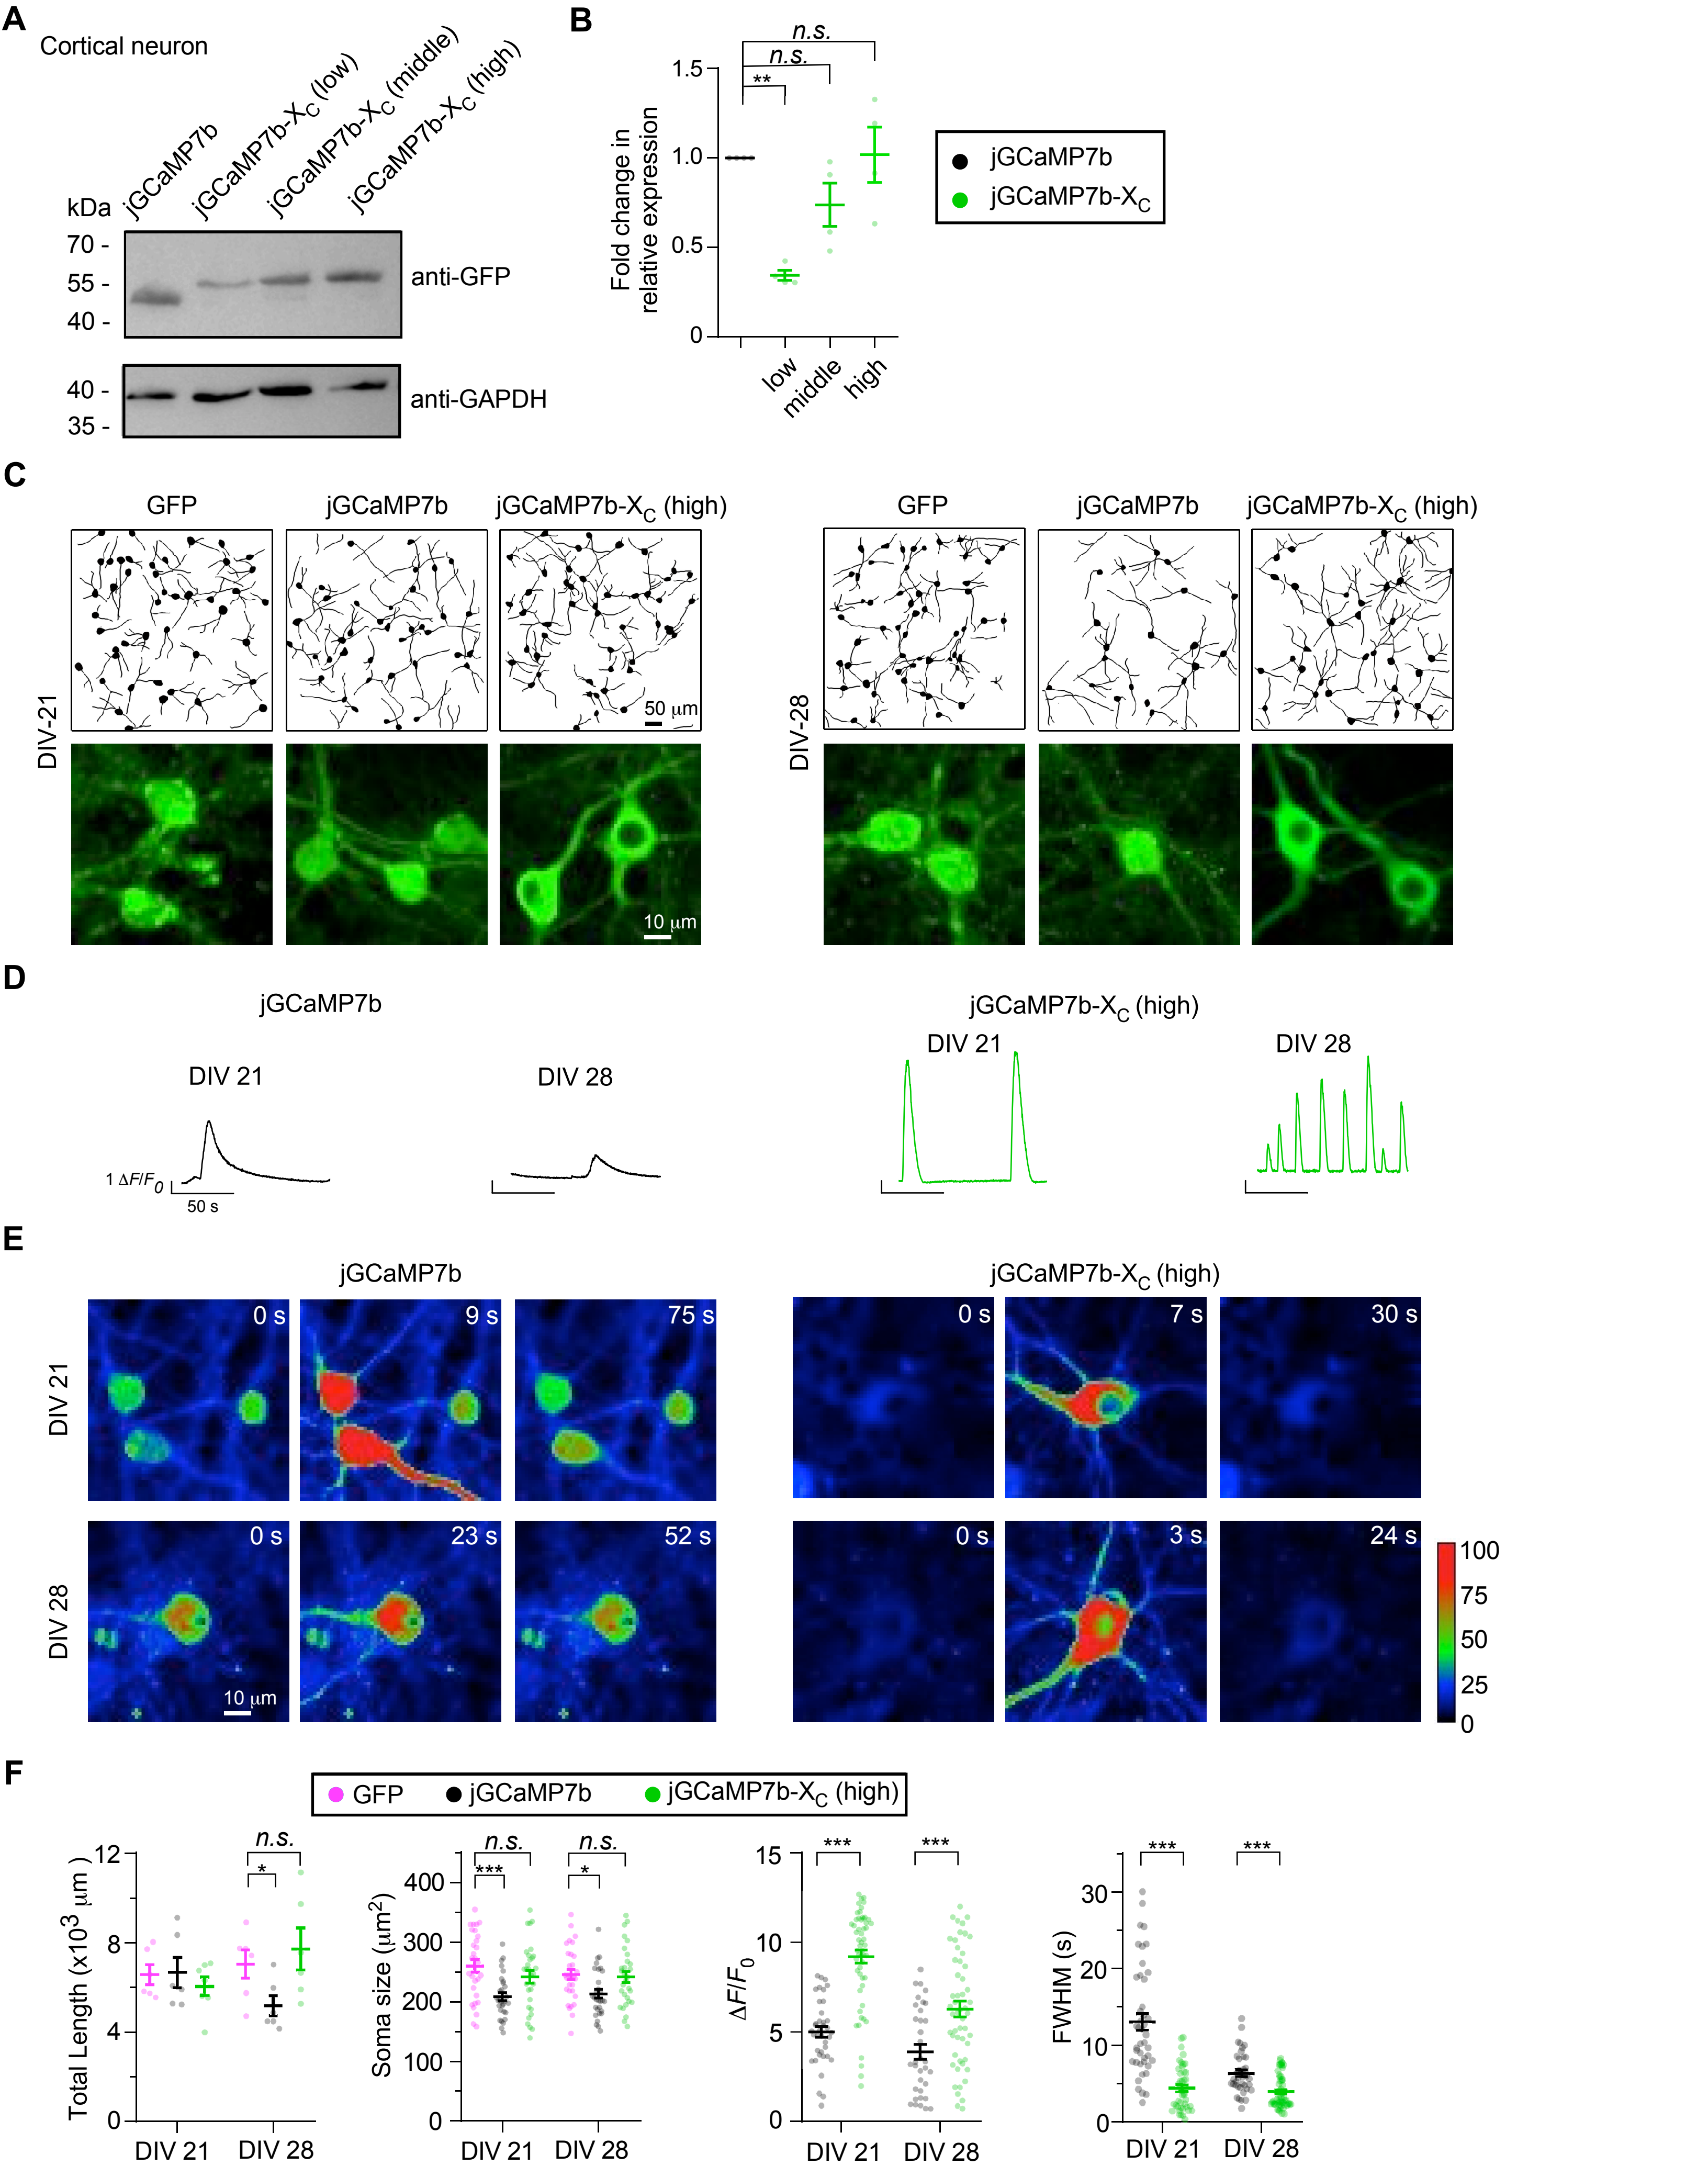 A
Cortical neuron
jGCaMP7b
jGCaMP7b-XC (low)
jGCaMP7b-XC (middle)
jGCaMP7b-XC (high)
kDa
70 -
55 -
40 -
anti-GFP
40 -
35 -
anti-GAPDH
B
n.s.
n.s.
**
1.5
1.0
0.5
0
Fold change in
relative expression
low
middle
high
jGCaMP7b
jGCaMP7b-XC
C
GFP
jGCaMP7b
jGCaMP7b-XC (high)
GFP
jGCaMP7b
jGCaMP7b-XC (high)
DIV-21
50 µm
10 µm
DIV-28
D
jGCaMP7b
jGCaMP7b-XC (high)
DIV 21
DIV 28
DIV 21
DIV 28
1 ΔF/F0
50 s
E
jGCaMP7b
jGCaMP7b-XC (high)
DIV 21
0 s
9 s
75 s
0 s
7 s
30 s
DIV 28
0 s
23 s
52 s
0 s
3 s
24 s
10 µm
100
75
50
25
0
F
GFP
jGCaMP7b
jGCaMP7b-XC (high)
Total Length (x10³ µm )
12
8
4
0
n.s.
*
DIV 21
DIV 28
Soma size (µm²)
400
300
200
100
0
n.s.
***
n.s.
*
DIV 21
DIV 28
ΔF/F0
15
10
5
0
***
***
DIV 21
DIV 28
FWHM (s)
30
20
10
0
***
***
DIV 21
DIV 28